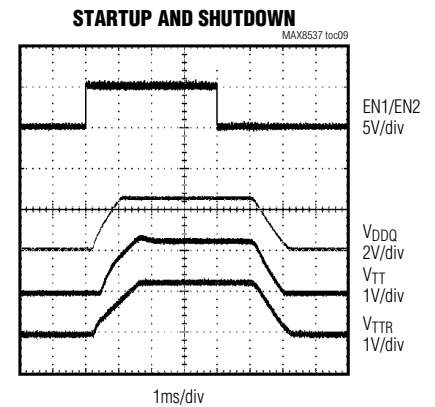 STARTUP AND SHUTDOWN
MAX8537 toc09
EN1/EN2
5V/div
VDDQ
2V/div
VTT
1V/div
VTTR
1V/div
1ms/div